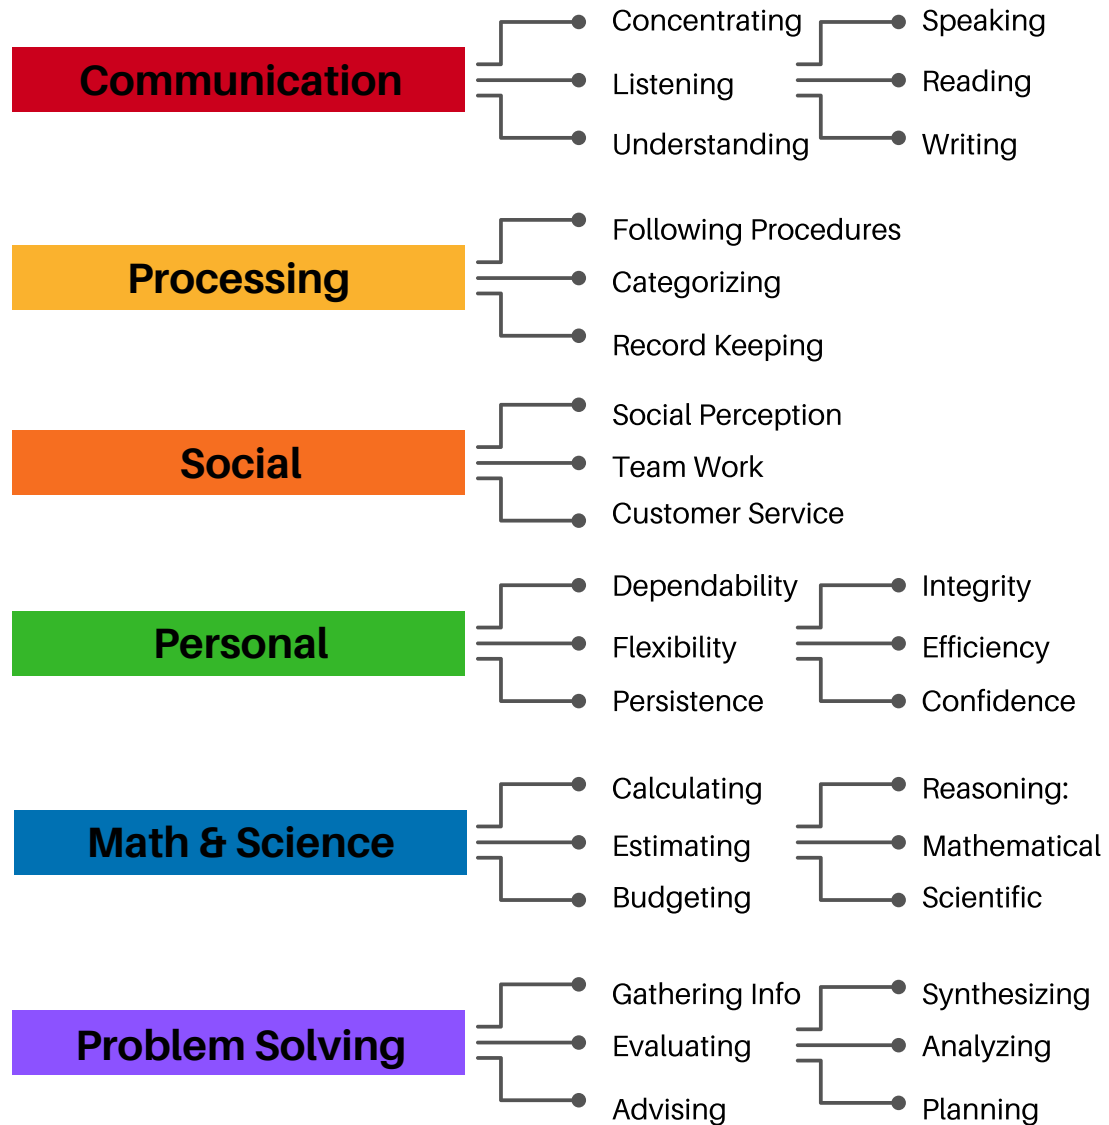 Communication
Concentrating
Listening
Understanding
Speaking
Reading
Writing
Processing
Following Procedures
Categorizing
Record Keeping
Social
Social Perception
Team Work
Customer Service
Personal
Dependability
Flexibility
Persistence
Integrity
Efficiency
Confidence
Math & Science
Calculating
Estimating
Budgeting
Reasoning:
Mathematical
Scientific
Problem Solving
Gathering Info
Evaluating
Advising
Synthesizing
Analyzing
Planning